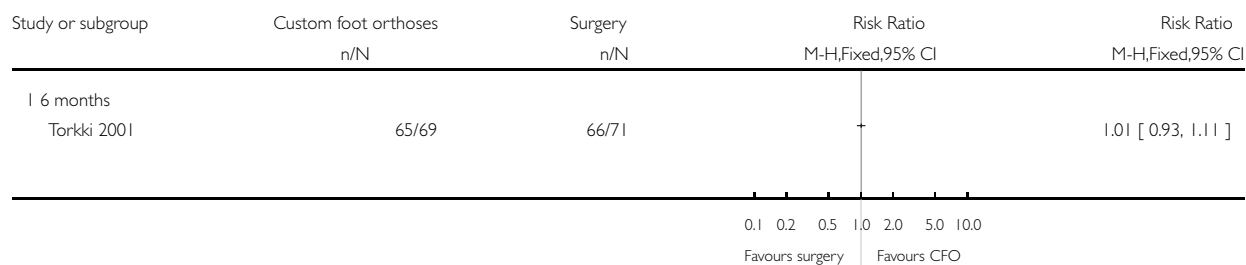 Study or subgroup Custom foot orthoses Surgery Risk Ratio Risk Ratio
n/N n/N M-H,Fixed,95% CI M-H,Fixed,95% CI
1 6 months
Torkki 2001 65/69 66/71 1.01 [ 0.93, 1.11 ]
0.1 0.2 0.5 1.0 2.0 5.0 10.0
Favours surgery Favours CFO